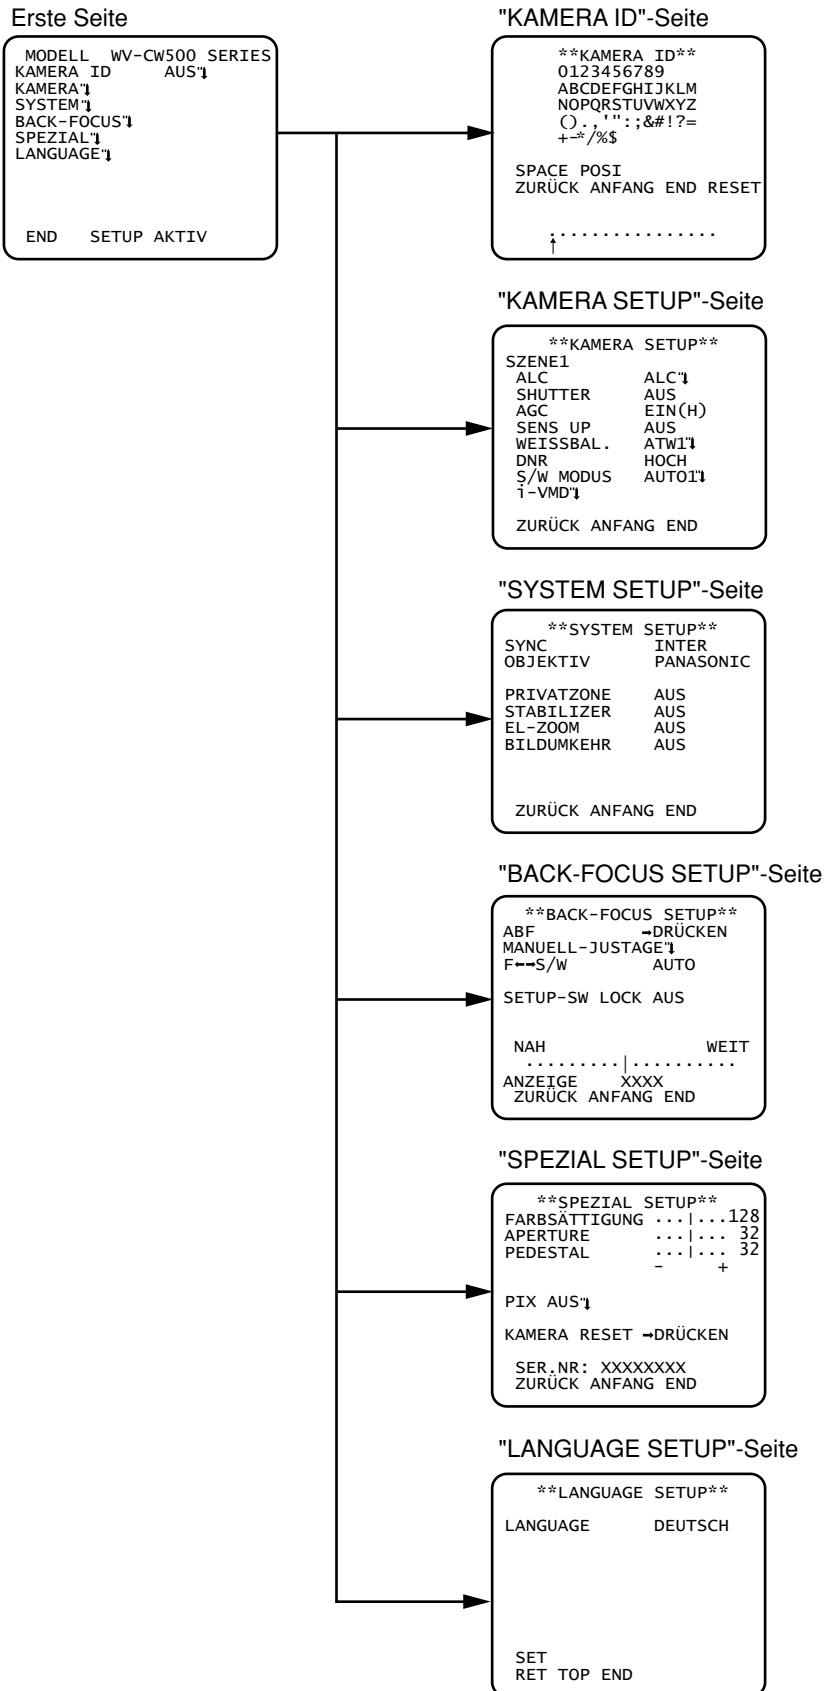 Erste Seite
MODELL WV-CW500 SERIES
KAMERA ID AUS
KAMERA
SYSTEM
BACK-FOCUS
SPEZIAL
LANGUAGE
END SETUP AKTIV
"KAMERA ID"-Seite
**KAMERA ID**
0123456789
ABCDEFGHIJKLM
NOPQRSTUVWXYZ
().,'":;&#!?=
+-*/%$
SPACE POSI
ZURÜCK ANFANG END RESET
................
↑
"KAMERA SETUP"-Seite
**KAMERA SETUP**
SZENE1
ALC ALC
SHUTTER AUS
AGC EIN(H)
SENS UP AUS
WEISSBAL. ATW1
DNR HOCH
S/W MODUS AUTO1
i-VMD
ZURÜCK ANFANG END
"SYSTEM SETUP"-Seite
**SYSTEM SETUP**
SYNC INTER
OBJEKTIV PANASONIC
PRIVATZONE AUS
STABILIZER AUS
EL-ZOOM AUS
BILDUMKEHR AUS
ZURÜCK ANFANG END
"BACK-FOCUS SETUP"-Seite
**BACK-FOCUS SETUP**
ABF →DRÜCKEN
MANUELL-JUSTAGE
F←→S/W AUTO
SETUP-SW LOCK AUS
NAH WEIT
.........|..........
ANZEIGE XXXX
ZURÜCK ANFANG END
"SPEZIAL SETUP"-Seite
**SPEZIAL SETUP**
FARBSÄTTIGUNG ...|...128
APERTURE ...|... 32
PEDESTAL ...|... 32
- +
PIX AUS
KAMERA RESET →DRÜCKEN
SER.NR: XXXXXXXX
ZURÜCK ANFANG END
"LANGUAGE SETUP"-Seite
**LANGUAGE SETUP**
LANGUAGE DEUTSCH
SET
RET TOP END